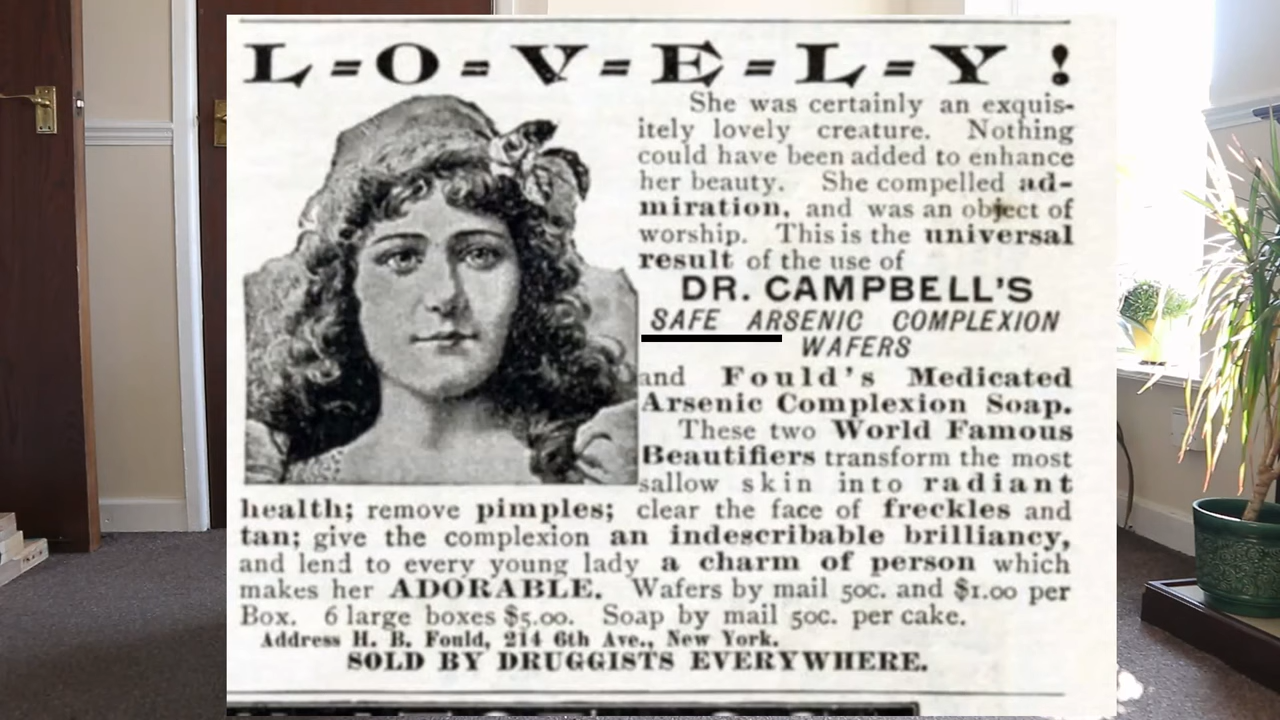 L=O=V=E=L=Y!
She was certainly an exquis-
itely lovely creature. Nothing
could have been added to enhance
her beauty. She compelled ad-
miration, and was an object of
worship. This is the universal
result of the use of
DR. CAMPBELL'S
SAFE ARSENIC COMPLEXION
WAFERS
and Fould's Medicated
Arsenic Complexion Soap.
These two World Famous
Beautifiers transform the most
sallow skin into radiant
health; remove pimples; clear the face of freckles and
tan; give the complexion an indescribable brilliancy,
and lend to every young lady a charm of person which
makes her ADORABLE. Wafers by mail 50c. and $1.00 per
Box. 6 large boxes $5.00. Soap by mail 50c. per cake.
Address H. B. Fould, 214 6th Ave., New York.
SOLD BY DRUGGISTS EVERYWHERE.